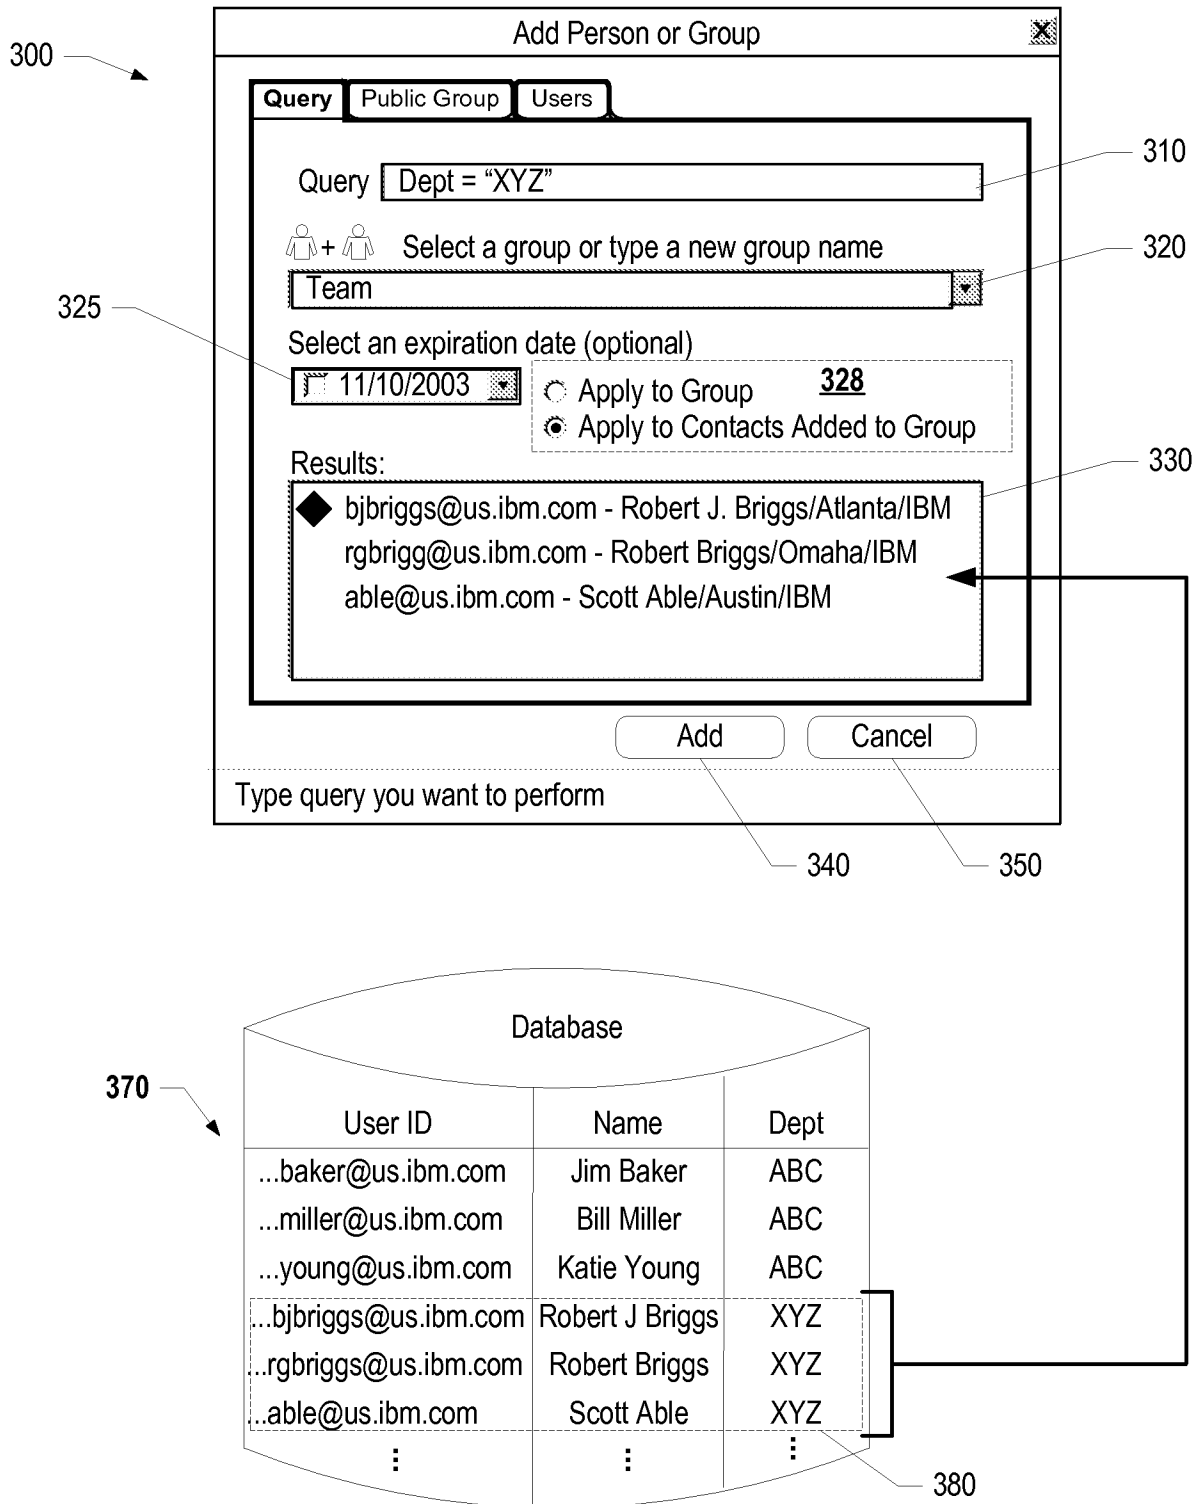 Add Person or Group X
300
Query Public Group Users
310
Query Dept = “XYZ”
+ Select a group or type a new group name
320
Team
325
Select an expiration date (optional)
11/10/2003
328
Apply to Group
Apply to Contacts Added to Group
Results:
330
bjbriggs@us.ibm.com - Robert J. Briggs/Atlanta/IBM
rgbrigg@us.ibm.com - Robert Briggs/Omaha/IBM
able@us.ibm.com - Scott Able/Austin/IBM
Add Cancel
Type query you want to perform
340 350
Database
370
User ID Name Dept
...baker@us.ibm.com Jim Baker ABC
...miller@us.ibm.com Bill Miller ABC
...young@us.ibm.com Katie Young ABC
...bjbriggs@us.ibm.com Robert J Briggs XYZ
...rgbriggs@us.ibm.com Robert Briggs XYZ
...able@us.ibm.com Scott Able XYZ
⋮ ⋮ ⋮
380